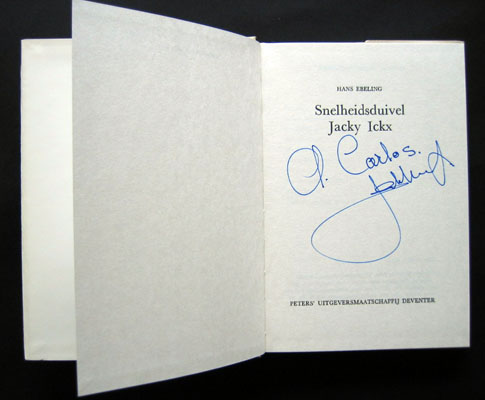 HANS EBELING
Snelheidsduivel
Jacky Ickx
Carlos.
PETERS' UITGEVERSMAATSCHAPPIJ DEVENTER